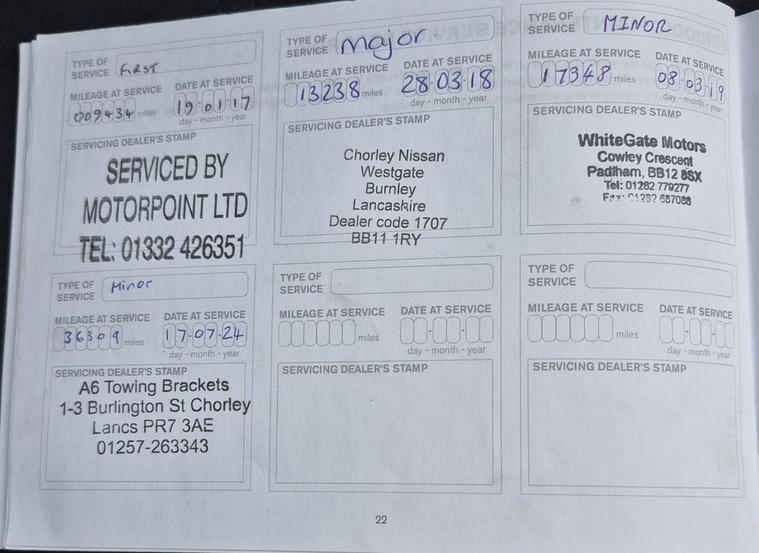 TYPE OF
SERVICE FIRST
MILEAGE AT SERVICE DATE AT SERVICE
009434 miles 19-01-17
day - month - year
SERVICING DEALER'S STAMP
SERVICED BY
MOTORPOINT LTD
TEL: 01332 426351
TYPE OF
SERVICE major
MILEAGE AT SERVICE DATE AT SERVICE
13238 miles 28-03-18
day - month - year
SERVICING DEALER'S STAMP
Chorley Nissan
Westgate
Burnley
Lancashire
Dealer code 1707
BB11 1RY
TYPE OF
SERVICE MINOR
MILEAGE AT SERVICE DATE AT SERVICE
17348 miles 08-03-19
day - month - year
SERVICING DEALER'S STAMP
WhiteGate Motors
Cowley Crescent
Padiham, BB12 8SX
Tel: 01282 779277
Fax: 01282 687088
TYPE OF
SERVICE Minor
MILEAGE AT SERVICE DATE AT SERVICE
36309 miles 17-07-24
day - month - year
SERVICING DEALER'S STAMP
A6 Towing Brackets
1-3 Burlington St Chorley
Lancs PR7 3AE
01257-263343
TYPE OF
SERVICE
MILEAGE AT SERVICE DATE AT SERVICE
miles
day - month - year
SERVICING DEALER'S STAMP
TYPE OF
SERVICE
MILEAGE AT SERVICE DATE AT SERVICE
miles
day - month - year
SERVICING DEALER'S STAMP
22